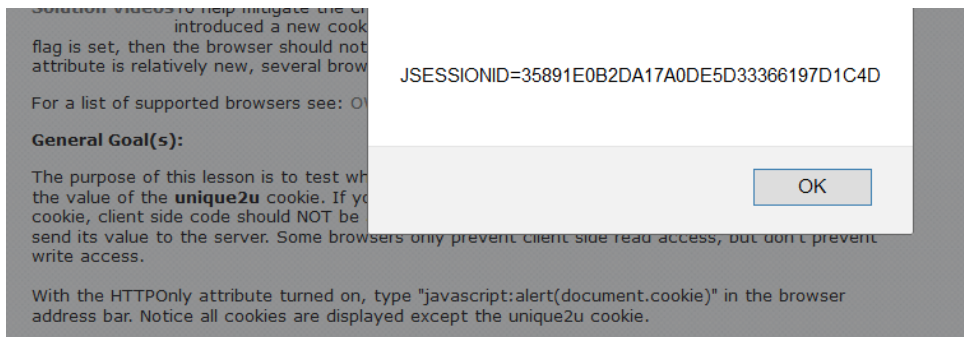 Solution Videos To help mitigate the
introduced a new cook
flag is set, then the browser should not
attribute is relatively new, several brow
For a list of supported browsers see: OV
General Goal(s):
The purpose of this lesson is to test wh
the value of the unique2u cookie. If yo
cookie, client side code should NOT be
send its value to the server. Some browsers only prevent client side read access, but don't prevent
write access.
With the HTTPOnly attribute turned on, type "javascript:alert(document.cookie)" in the browser
address bar. Notice all cookies are displayed except the unique2u cookie.
JSESSIONID=35891E0B2DA17A0DE5D33366197D1C4D
OK